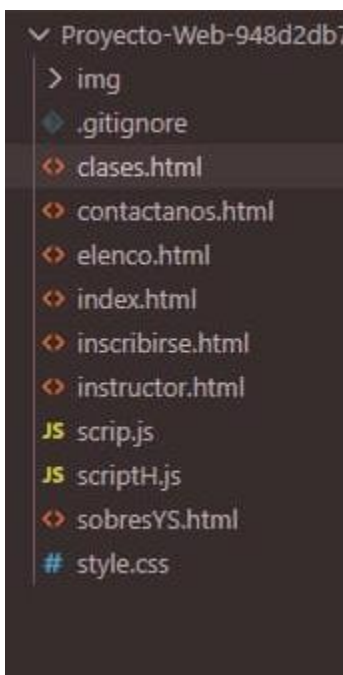 Proyecto-Web-948d2db7
img
.gitignore
clases.html
contactanos.html
elenco.html
index.html
inscribirse.html
instructor.html
JS scrip.js
JS scriptH.js
sobresYS.html
# style.css